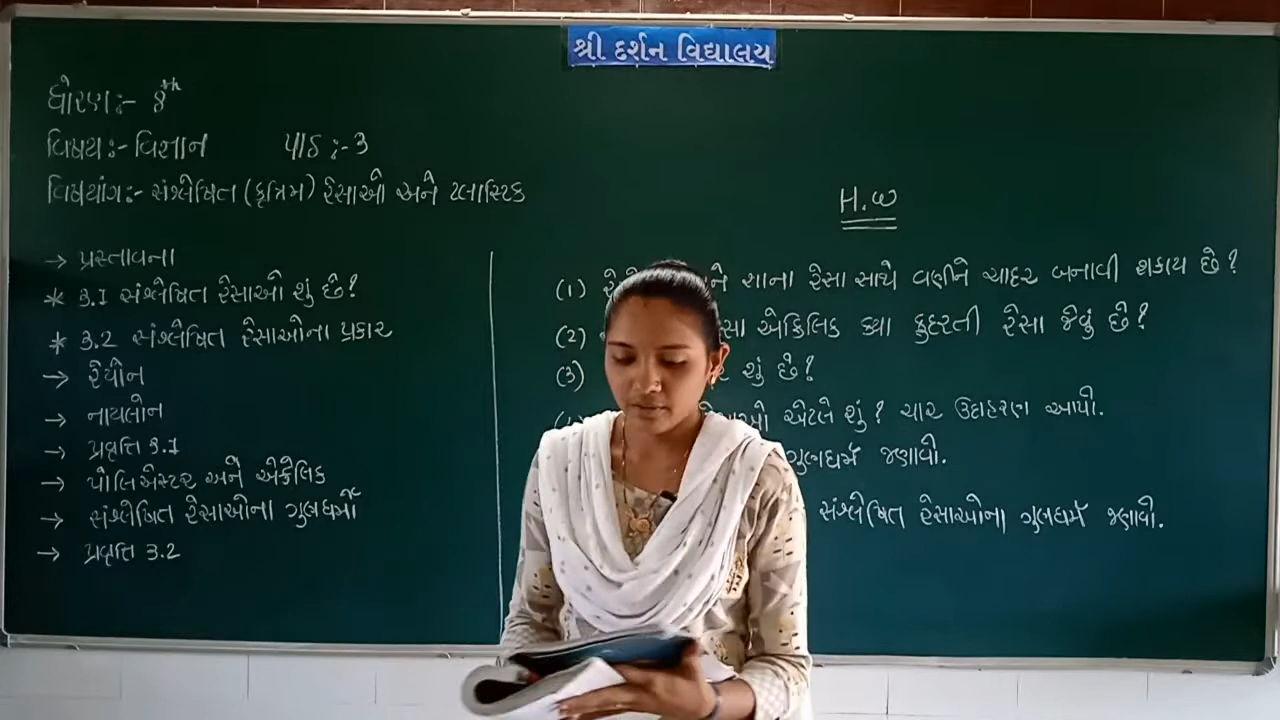 શ્રી દર્શન વિદ્યાલય
ધોરણ:- 8th
વિષય:- વિજ્ઞાન પાઠ :- 3
વિષયાંગ:- સંશ્લેષિત (કૃત્રિમ) રેસાઓ અને પ્લાસ્ટિક
→ પ્રસ્તાવના
* 3.1 સંશ્લેષિત રેસાઓ શું છે?
* 3.2 સંશ્લેષિત રેસાઓના પ્રકાર
→ રેયોન
→ નાયલોન
→ પ્રવૃત્તિ 3.1
→ પોલિએસ્ટર અને એક્રેલિક
→ સંશ્લેષિત રેસાઓના ગુણધર્મો
→ પ્રવૃત્તિ 3.2
H.W
(1) ને શાના રેસા સાથે વણીને ચાદર બનાવી શકાય છે?
(2) એક્રિલિક ક્યા કુદરતી રેસા જેવું છે?
(3) શું છે?
એટલે શું? ચાર ઉદાહરણ આપો.
ગુણધર્મ જણાવો.
સંશ્લેષિત રેસાઓના ગુણધર્મ જણાવો.